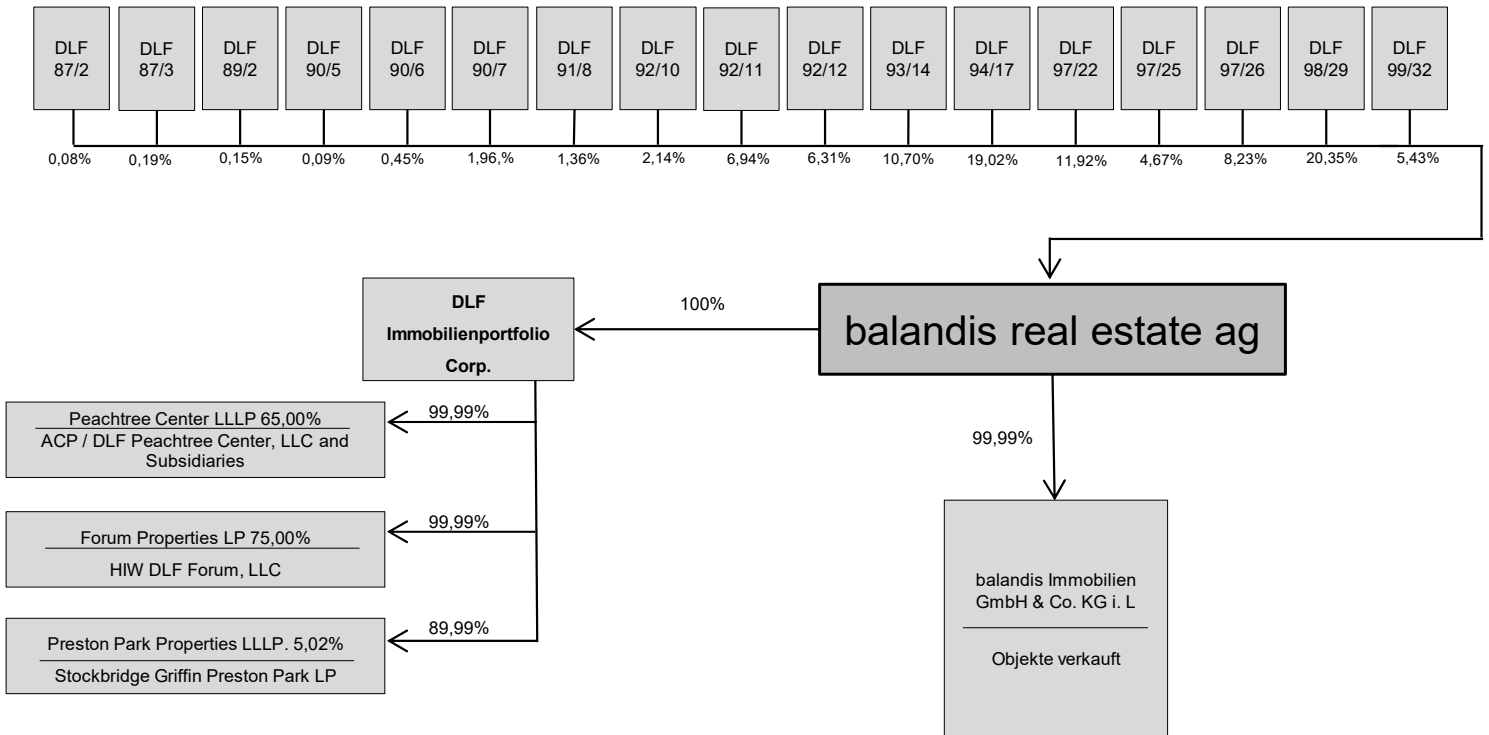 DLF
87/2
DLF
87/3
DLF
89/2
DLF
90/5
DLF
90/6
DLF
90/7
DLF
91/8
DLF
92/10
DLF
92/11
DLF
92/12
DLF
93/14
DLF
94/17
DLF
97/22
DLF
97/25
DLF
97/26
DLF
98/29
DLF
99/32
0,08%
0,19%
0,15%
0,09%
0,45%
1,96,%
1,36%
2,14%
6,94%
6,31%
10,70%
19,02%
11,92%
4,67%
8,23%
20,35%
5,43%
DLF
Immobilienportfolio
Corp.
100%
balandis real estate ag
Peachtree Center LLLP 65,00%
ACP / DLF Peachtree Center, LLC and
Subsidiaries
99,99%
99,99%
Forum Properties LP 75,00%
HIW DLF Forum, LLC
99,99%
Preston Park Properties LLLP. 5,02%
Stockbridge Griffin Preston Park LP
89,99%
balandis Immobilien
GmbH & Co. KG i. L
Objekte verkauft